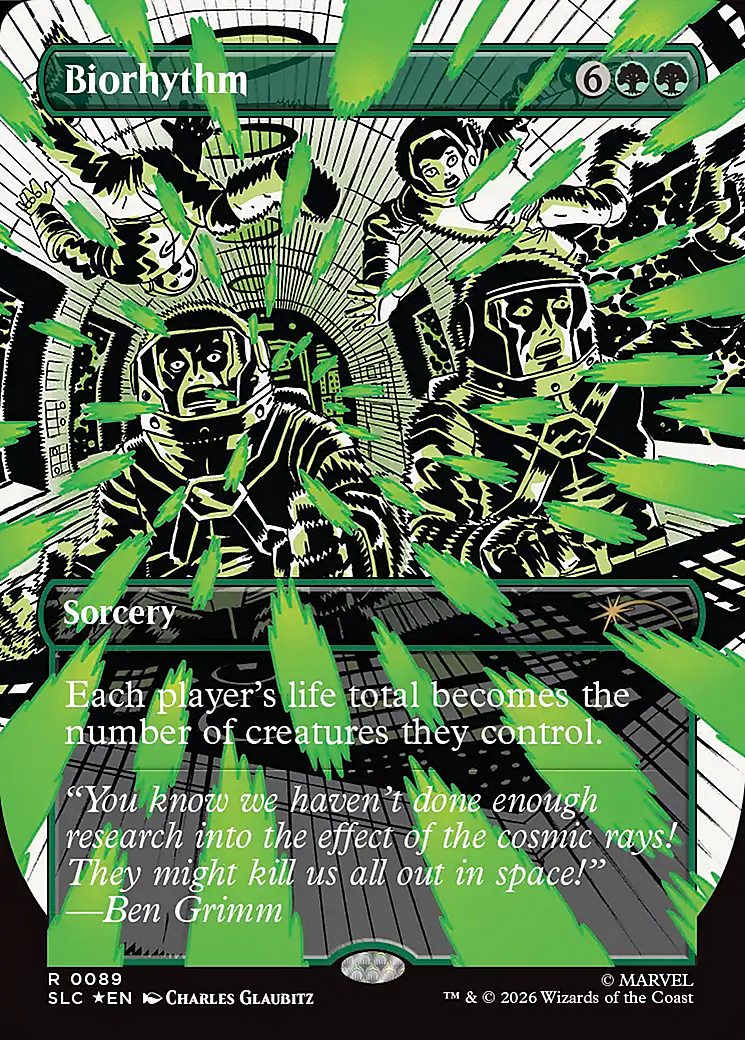 Biorhythm
6
Sorcery
Each player's life total becomes the
number of creatures they control.
“You know we haven't done enough
research into the effect of the cosmic rays!
They might kill us all out in space!”
—Ben Grimm
R 0089
SLC ★ EN CHARLES GLAUBITZ
© MARVEL
™ & © 2026 Wizards of the Coast